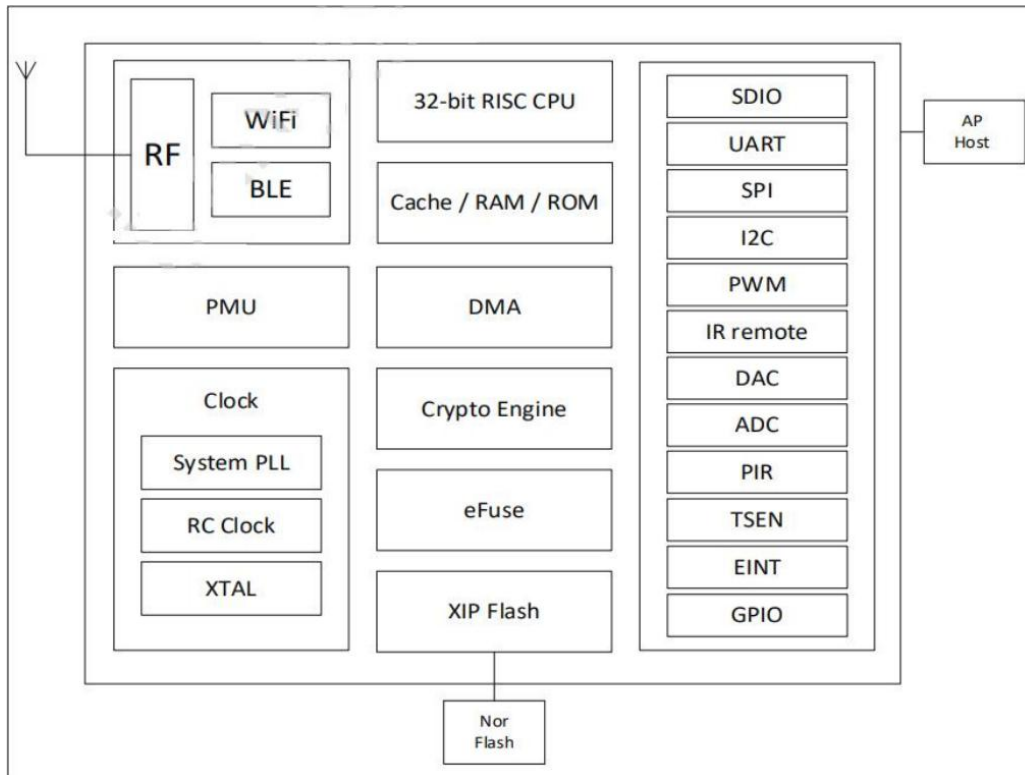 RF
WiFi
BLE
PMU
Clock
System PLL
RC Clock
XTAL
32-bit RISC CPU
Cache / RAM / ROM
DMA
Crypto Engine
eFuse
XIP Flash
SDIO
UART
SPI
I2C
PWM
IR remote
DAC
ADC
PIR
TSEN
EINT
GPIO
AP
Host
Nor
Flash